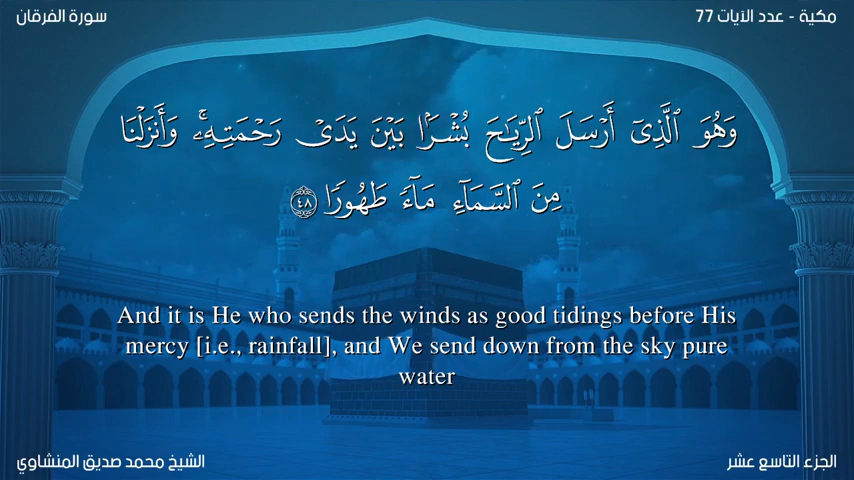 سورة الفرقان
مكية - عدد الآيات 77
وَهُوَ ٱلَّذِىٓ أَرْسَلَ ٱلرِّيَـٰحَ بُشْرًۢا بَيْنَ يَدَىْ رَحْمَتِهِۦ ۚ وَأَنزَلْنَا
مِنَ ٱلسَّمَآءِ مَآءً طَهُورًا ٤٨
And it is He who sends the winds as good tidings before His
mercy [i.e., rainfall], and We send down from the sky pure
water
الشيخ محمد صديق المنشاوي
الجزء التاسع عشر